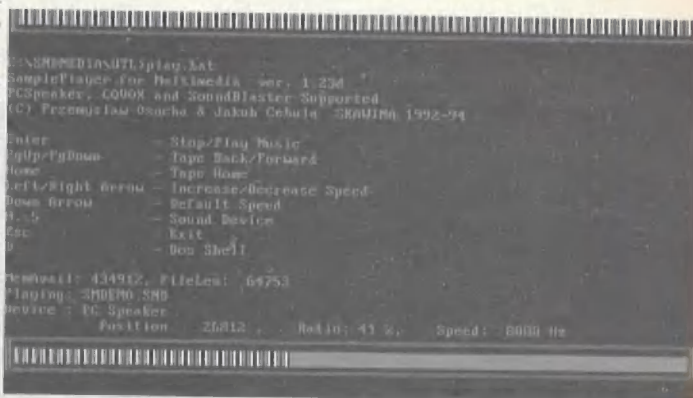 C:\SMDMEDIA\UTL>play.bat
SamplePlayer for Multimedia ver. 1.23d
PCSpeaker, COVOX and SoundBlaster Supported
(C) Przemyslaw Osocha & Jakub Cebula SKAWINA 1992-94
Enter - Stop/Play Music
PgUp/PgDown - Tape Back/Forward
Home - Tape Home
Left/Right Arrow - Increase/Decrease Speed
Down Arrow - Default Speed
- Sound Device
Esc - Exit
D - Dos Shell
MemAvail: 434912, FileLen: 64753
Playing: SMDEMO.SMD
Device : PC Speaker
Position 26812 , Ratio: 41 %, Speed: 8000 Hz